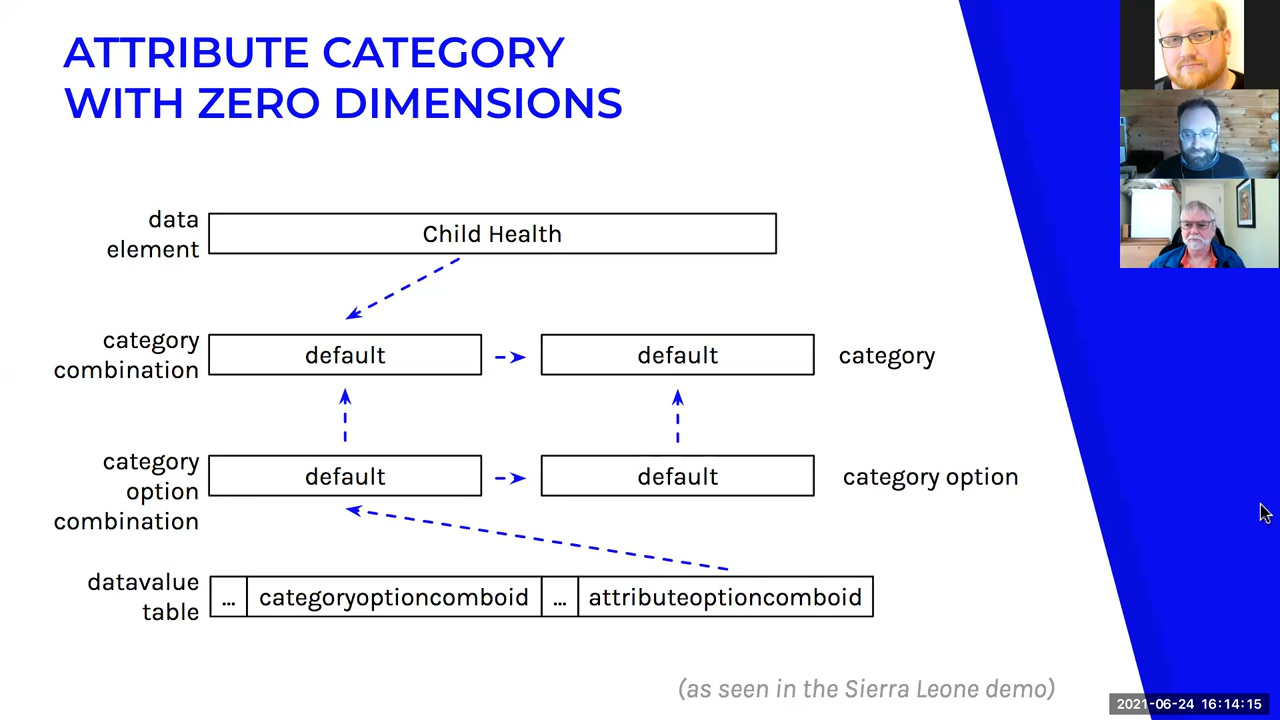 ATTRIBUTE CATEGORY
WITH ZERO DIMENSIONS
data
element
Child Health
category
combination
default
default
category
category
option
combination
default
default
category option
datavalue
table
... categoryoptioncomboid ... attributeoptioncomboid
(as seen in the Sierra Leone demo)
2021-06-24 16:14:15